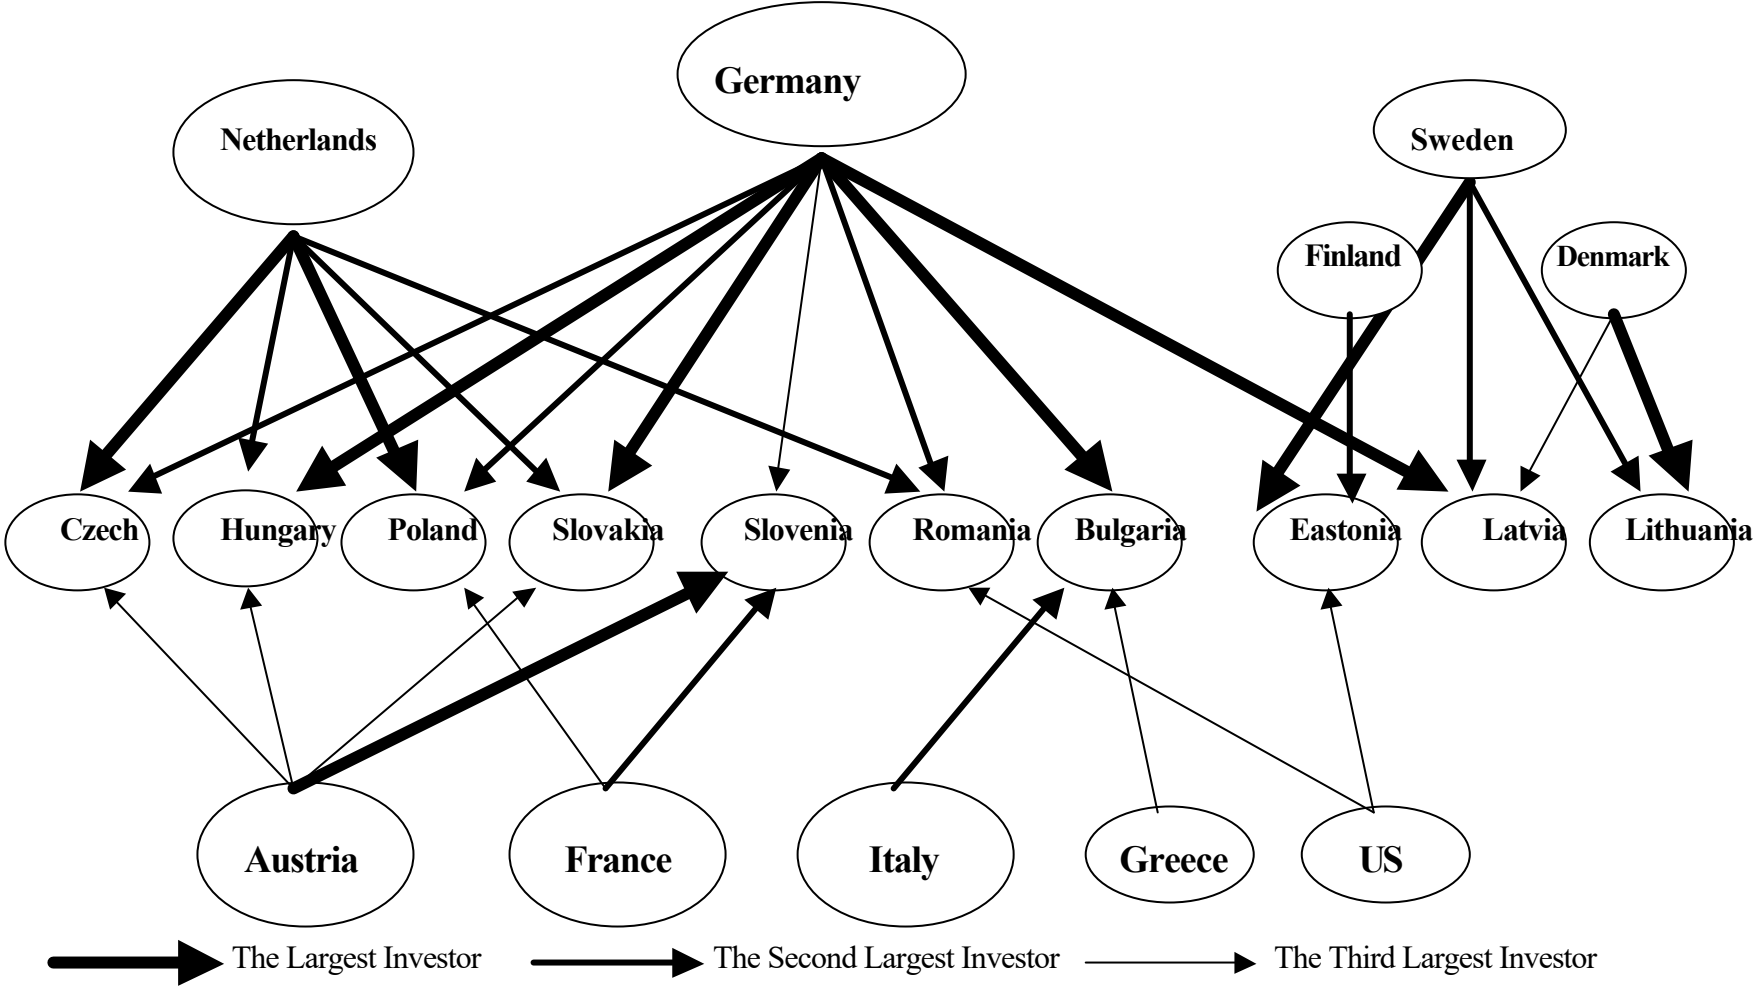 Germany
Netherlands
Sweden
Finland
Denmark
Czech
Hungary
Poland
Slovakia
Slovenia
Romania
Bulgaria
Eastonia
Latvia
Lithuania
Austria
France
Italy
Greece
US
The Largest Investor
The Second Largest Investor
The Third Largest Investor